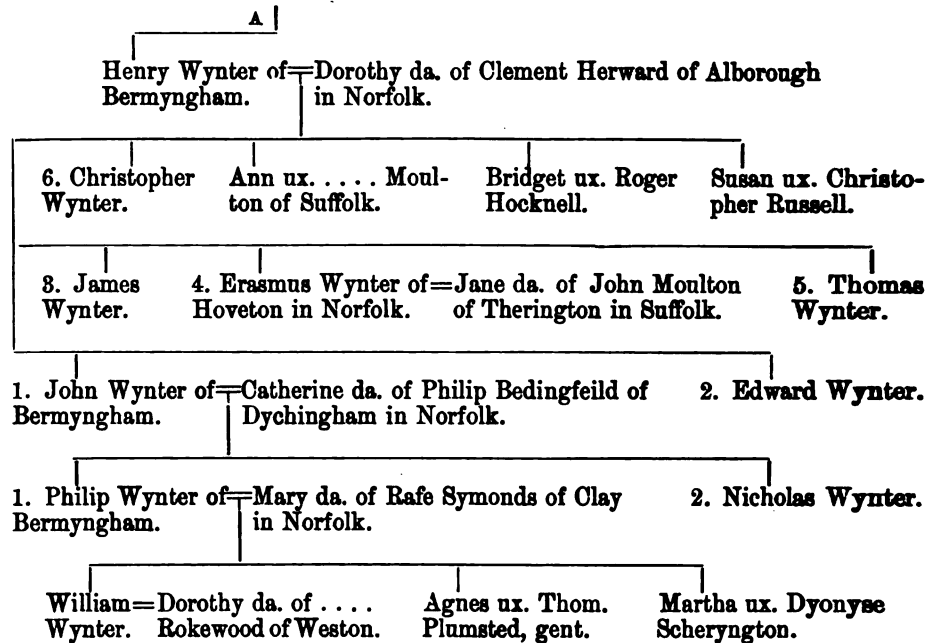 A
Henry Wynter of=Dorothy da. of Clement Herward of Alborough
Bermyngham. in Norfolk.
6. Christopher Ann ux. . . . . Moul- Bridget ux. Roger Susan ux. Christo-
Wynter. ton of Suffolk. Hocknell. pher Russell.
3. James 4. Erasmus Wynter of=Jane da. of John Moulton 5. Thomas
Wynter. Hoveton in Norfolk. of Therington in Suffolk. Wynter.
1. John Wynter of=Catherine da. of Philip Bedingfeild of 2. Edward Wynter.
Bermyngham. Dychingham in Norfolk.
1. Philip Wynter of=Mary da. of Rafe Symonds of Clay 2. Nicholas Wynter.
Bermyngham. in Norfolk.
William=Dorothy da. of . . . . Agnes ux. Thom. Martha ux. Dyonyse
Wynter. Rokewood of Weston. Plumsted, gent. Scheryngton.